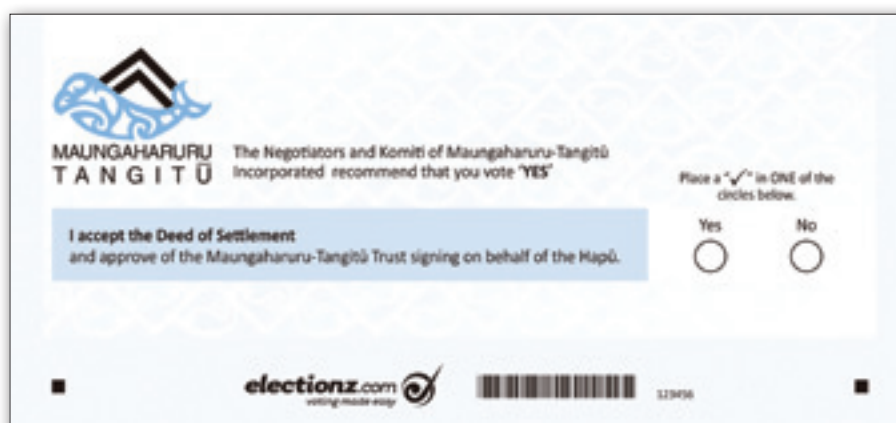 MAUNGAHARURU
TANGITŪ
The Negotiators and Komiti of Maungaharuru-Tangitū
Incorporated recommend that you vote "YES"
Place a "✓" in ONE of the
circles below.
Yes No
I accept the Deed of Settlement
and approve of the Maungaharuru-Tangitū Trust signing on behalf of the Hapū.
electionz.com
voting made easy
123456